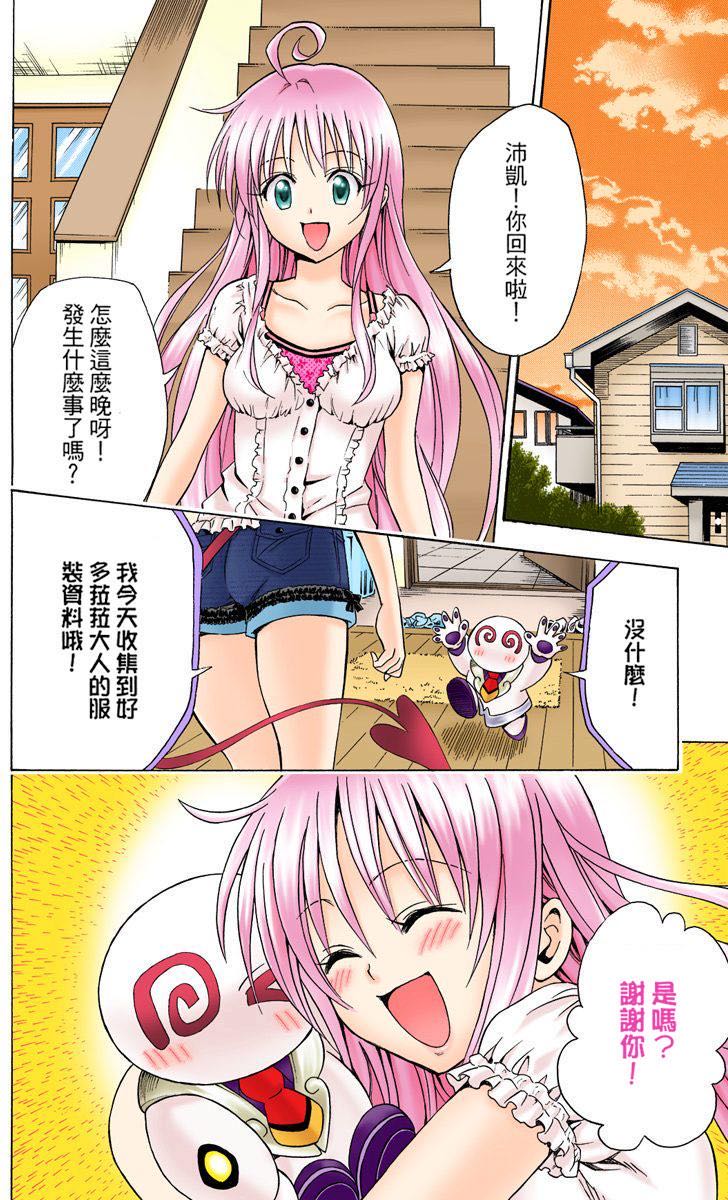 沛凱！你回來啦！
怎麼這麼晚呀！
發生什麼事了嗎？
沒什麼！
我今天收集到好
多菈菈大人的服
裝資料哦！
是嗎？
謝謝你！